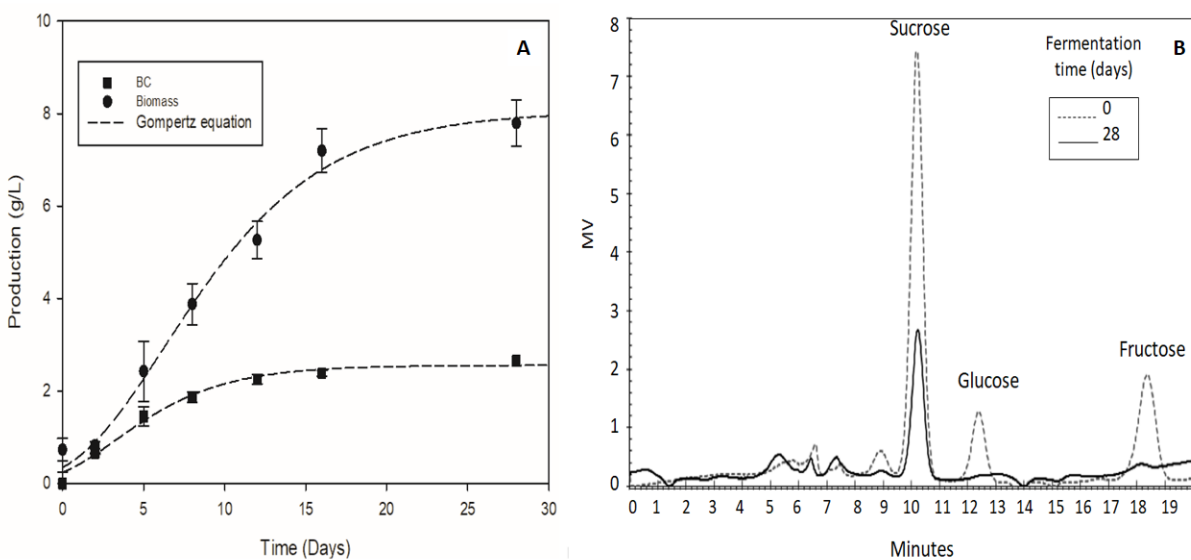 A
BC
Biomass
Gompertz equation
Production (g/L)
10
8
6
4
2
0
0 5 10 15 20 25 30
Time (Days)
B
Sucrose
Fermentation
time (days)
0
28
Glucose
Fructose
MV
8
7
6
5
4
3
2
1
0
0 1 2 3 4 5 6 7 8 9 10 11 12 13 14 15 16 17 18 19
Minutes